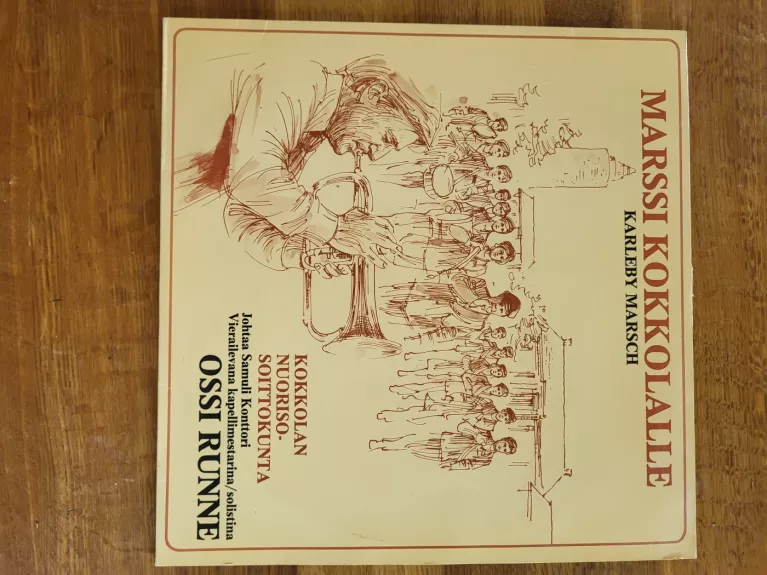 MARSSI KOKKOLALLE
KARLEBY MARSCH
KOKKOLAN
NUORISO-
SOITTOKUNTA
Johtaa Samuli Konttori
Vierailevana kapellimestarina/solistina
OSSI RUNNE